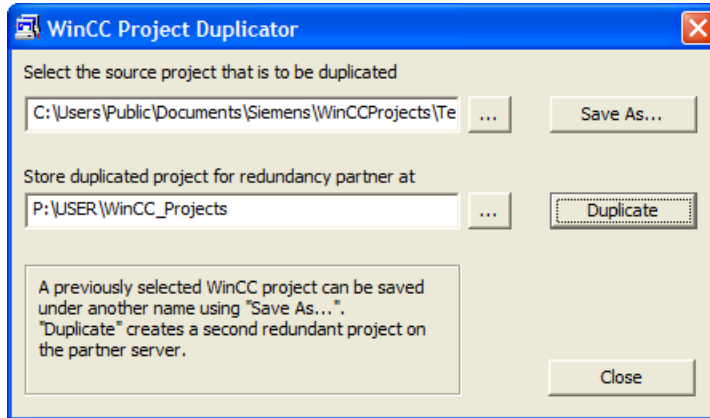 WinCC Project Duplicator
Select the source project that is to be duplicated
C:\Users\Public\Documents\Siemens\WinCCProjects\Te
...
Save As...
Store duplicated project for redundancy partner at
P:\USER\WinCC_Projects
...
Duplicate
A previously selected WinCC project can be saved
under another name using "Save As...".
"Duplicate" creates a second redundant project on
the partner server.
Close